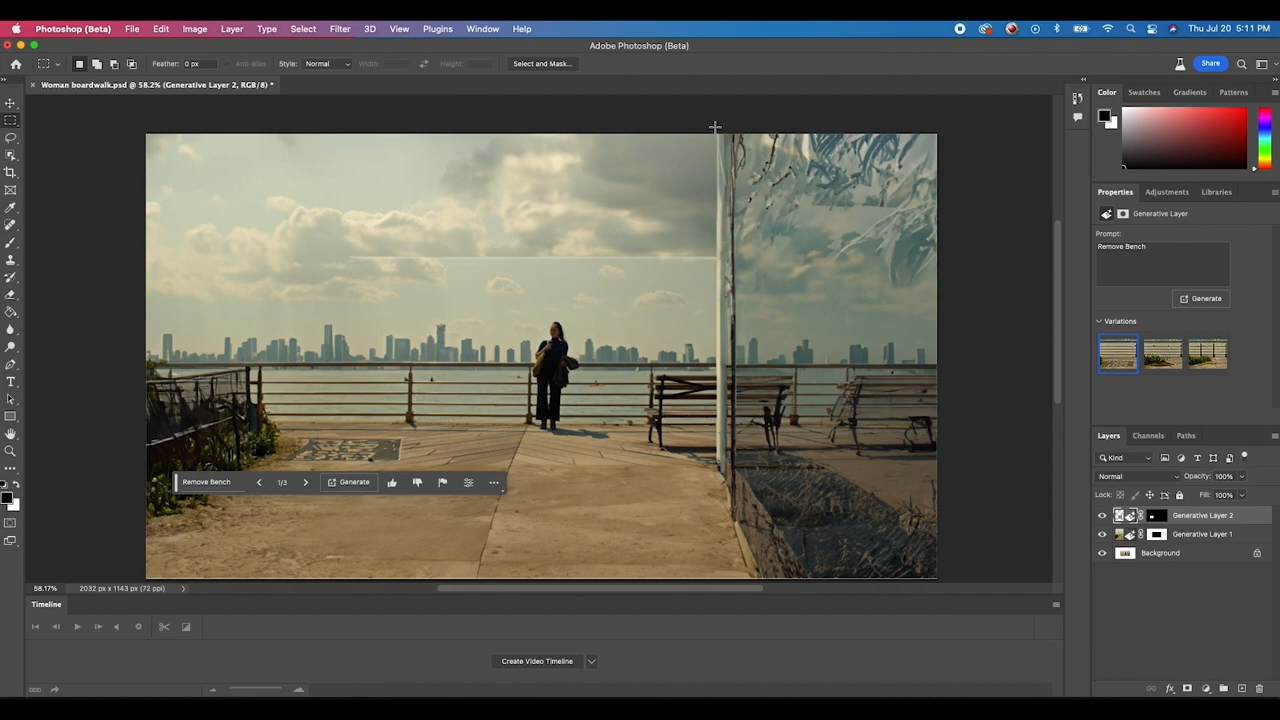 Photoshop (Beta) File Edit Image Layer Type Select Filter 3D View Plugins Window Help Thu Jul 20 5:11 PM
Adobe Photoshop (Beta)
Feather: 0 px Anti-alias Style: Normal Width: Height: Select and Mask... Share
Woman boardwalk.psd @ 58.2% (Generative Layer 2, RGB/8) *
Color Swatches Gradients Patterns
Properties Adjustments Libraries
Generative Layer
Prompt:
Remove Bench
Generate
Variations
Layers Channels Paths
Kind
Normal Opacity: 100%
Lock: Fill: 100%
Generative Layer 2
Generative Layer 1
Background
Remove Bench 1/3 Generate
58.17% 2032 px x 1143 px (72 ppi)
Timeline
Create Video Timeline